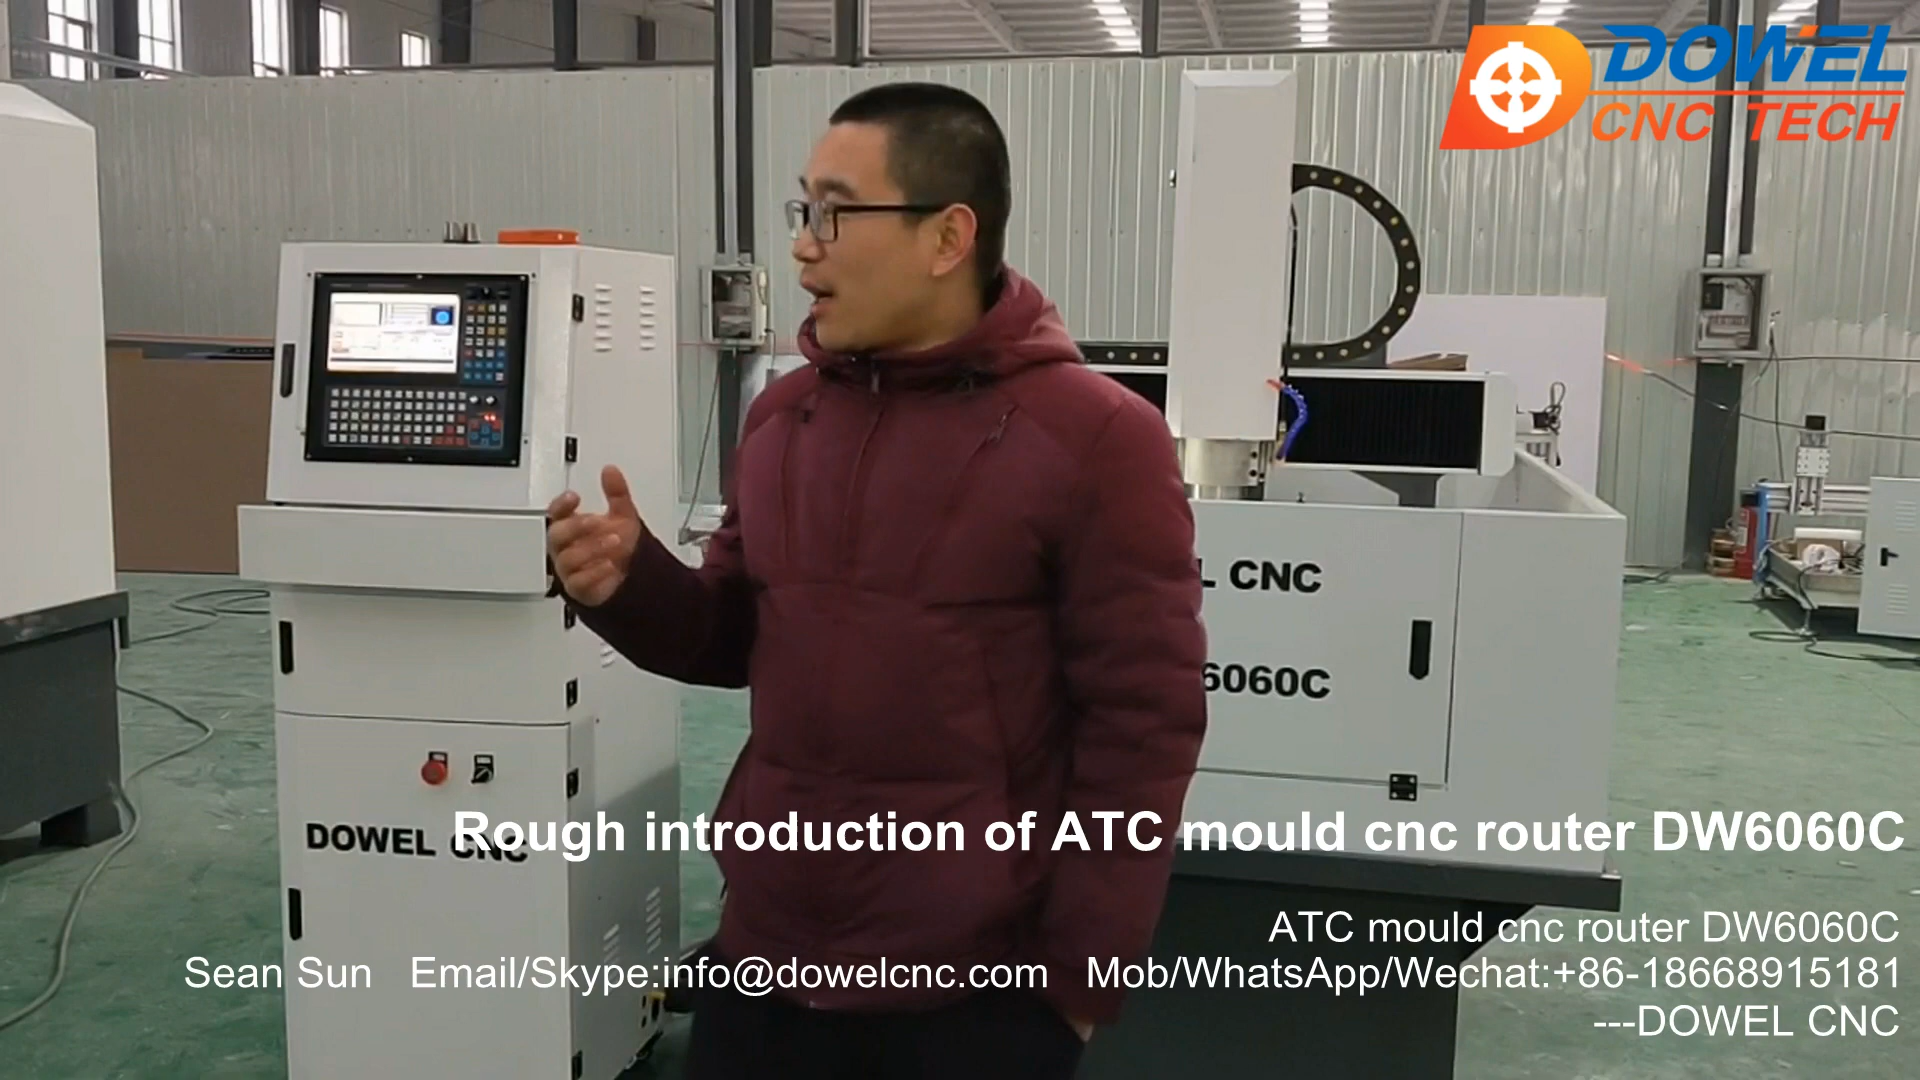 DOWEL
CNC TECH
L CNC
6060C
DOWEL CNC
Rough introduction of ATC mould cnc router DW6060C
ATC mould cnc router DW6060C
Sean Sun Email/Skype:info@dowelcnc.com Mob/WhatsApp/Wechat:+86-18668915181
---DOWEL CNC